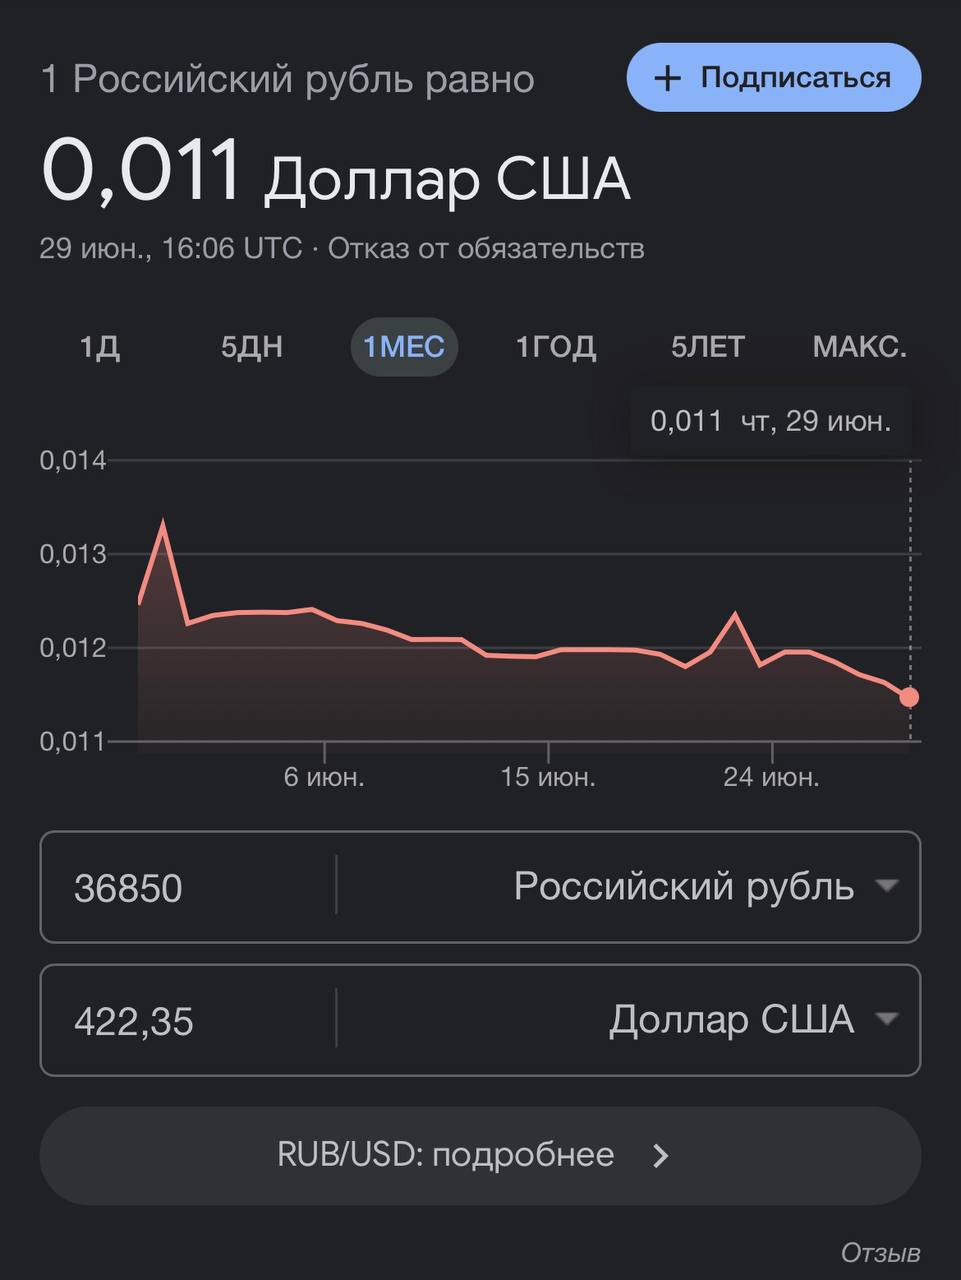 1 Российский рубль равно
+ Подписаться
0,011 Доллар США
29 июн., 16:06 UTC · Отказ от обязательств
1Д 5ДН 1МЕС 1ГОД 5ЛЕТ МАКС.
0,011 чт, 29 июн.
0,014
0,013
0,012
0,011
6 июн. 15 июн. 24 июн.
36850 Российский рубль
422,35 Доллар США
RUB/USD: подробнее
Отзыв